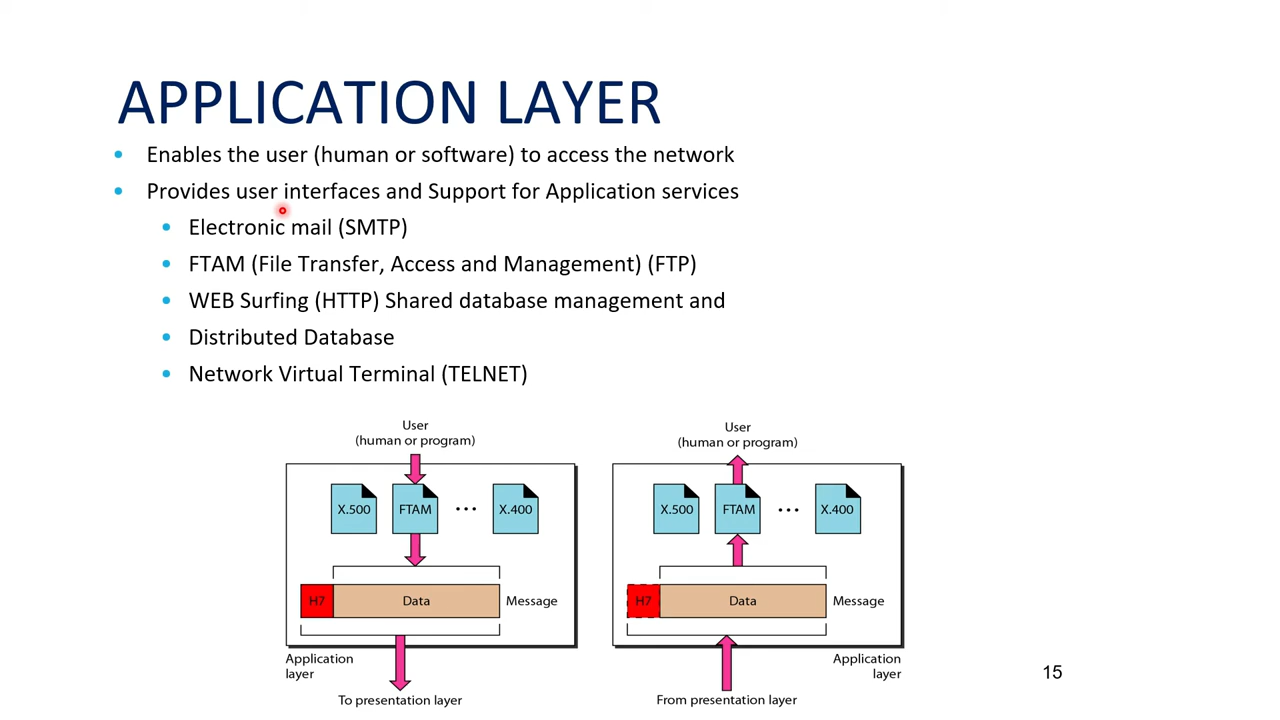 APPLICATION LAYER
• Enables the user (human or software) to access the network
• Provides user interfaces and Support for Application services
• Electronic mail (SMTP)
• FTAM (File Transfer, Access and Management) (FTP)
• WEB Surfing (HTTP) Shared database management and
• Distributed Database
• Network Virtual Terminal (TELNET)
User
(human or program)
X.500 FTAM ... X.400
H7 Data Message
Application
layer
To presentation layer
User
(human or program)
X.500 FTAM ... X.400
H7 Data Message
Application
layer
From presentation layer
15